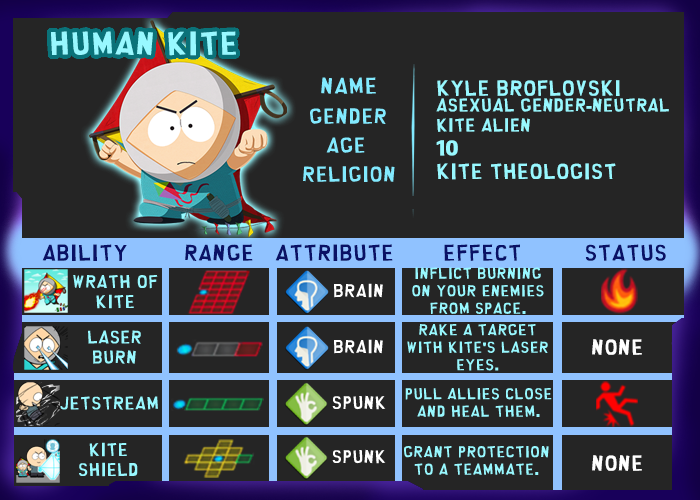 HUMAN KITE
NAME
GENDER
AGE
RELIGION
KYLE BROFLOVSKI
ASEXUAL GENDER-NEUTRAL
KITE ALIEN
10
KITE THEOLOGIST
ABILITY RANGE ATTRIBUTE EFFECT STATUS
WRATH OF
KITE
BRAIN
INFLICT BURNING
ON YOUR ENEMIES
FROM SPACE.
LASER
BURN
BRAIN
RAKE A TARGET
WITH KITE'S LASER
EYES.
NONE
JETSTREAM
SPUNK
PULL ALLIES CLOSE
AND HEAL THEM.
KITE
SHIELD
SPUNK
GRANT PROTECTION
TO A TEAMMATE.
NONE